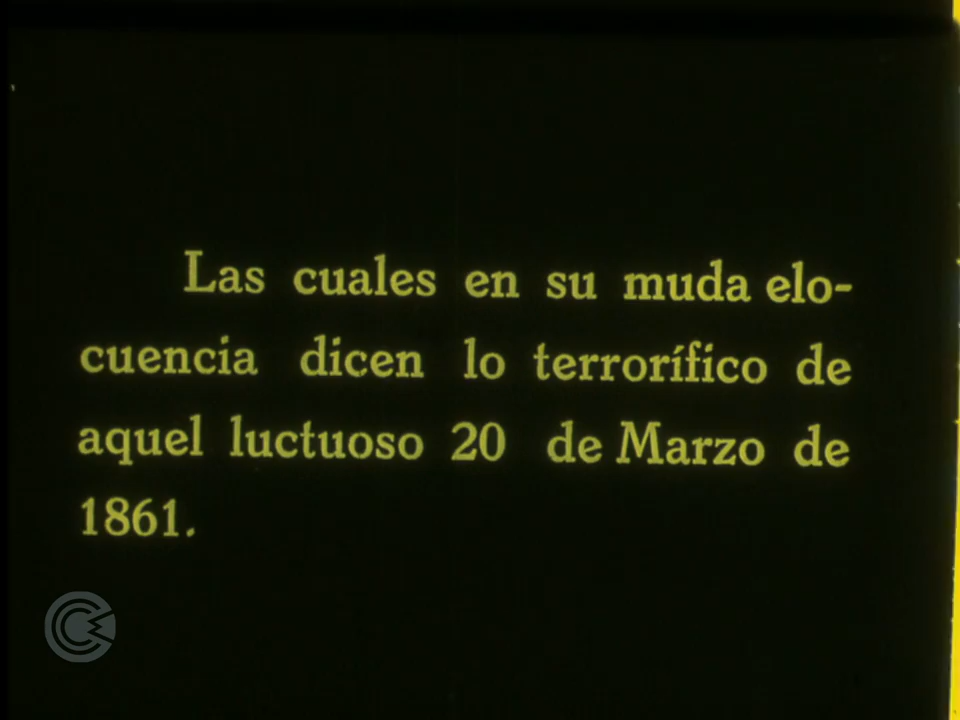 Las cuales en su muda elo-
cuencia dicen lo terrorífico de
aquel luctuoso 20 de Marzo de
1861.